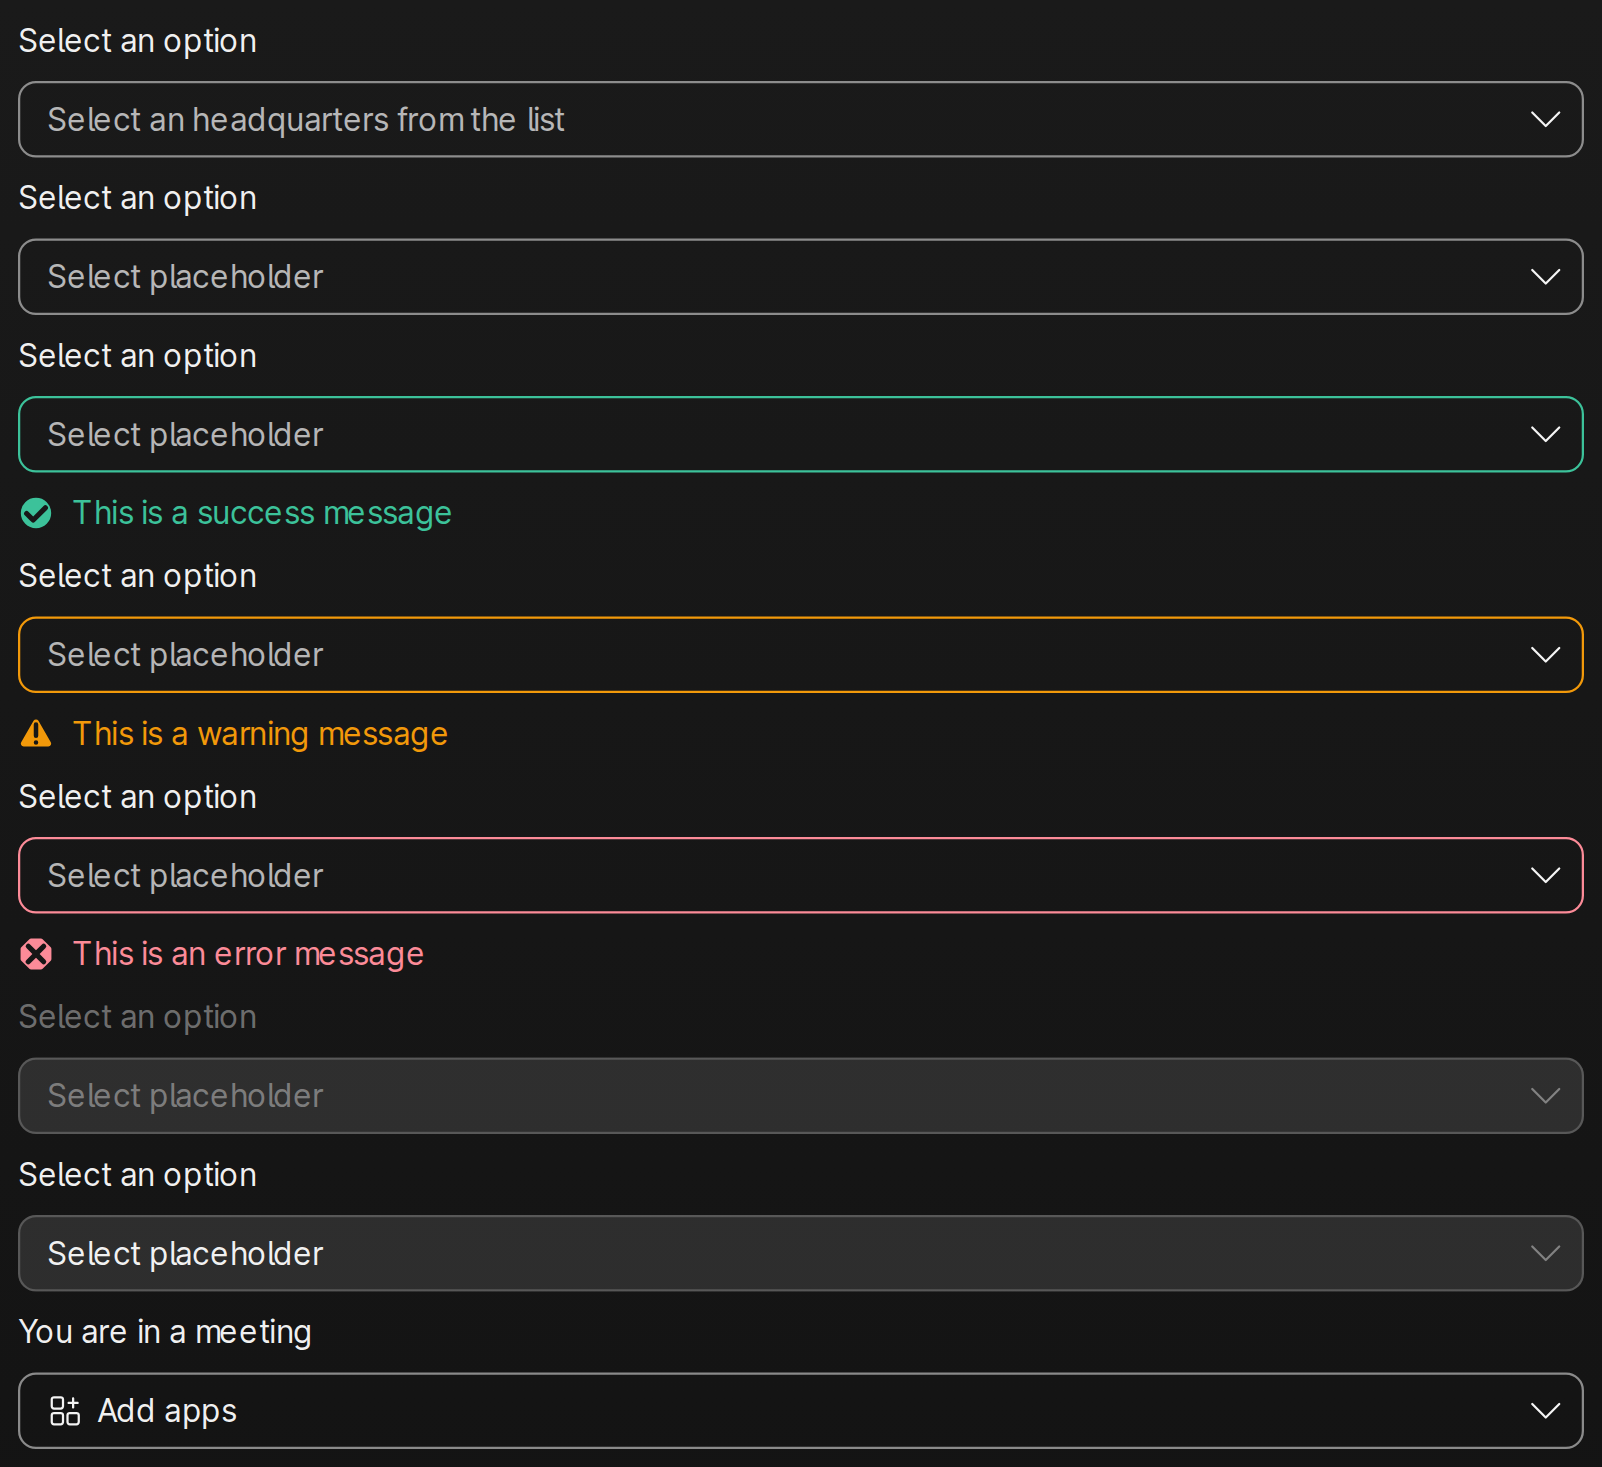 Select an option
Select an headquarters from the list
Select an option
Select placeholder
Select an option
Select placeholder
This is a success message
Select an option
Select placeholder
This is a warning message
Select an option
Select placeholder
This is an error message
Select an option
Select placeholder
Select an option
Select placeholder
You are in a meeting
Add apps